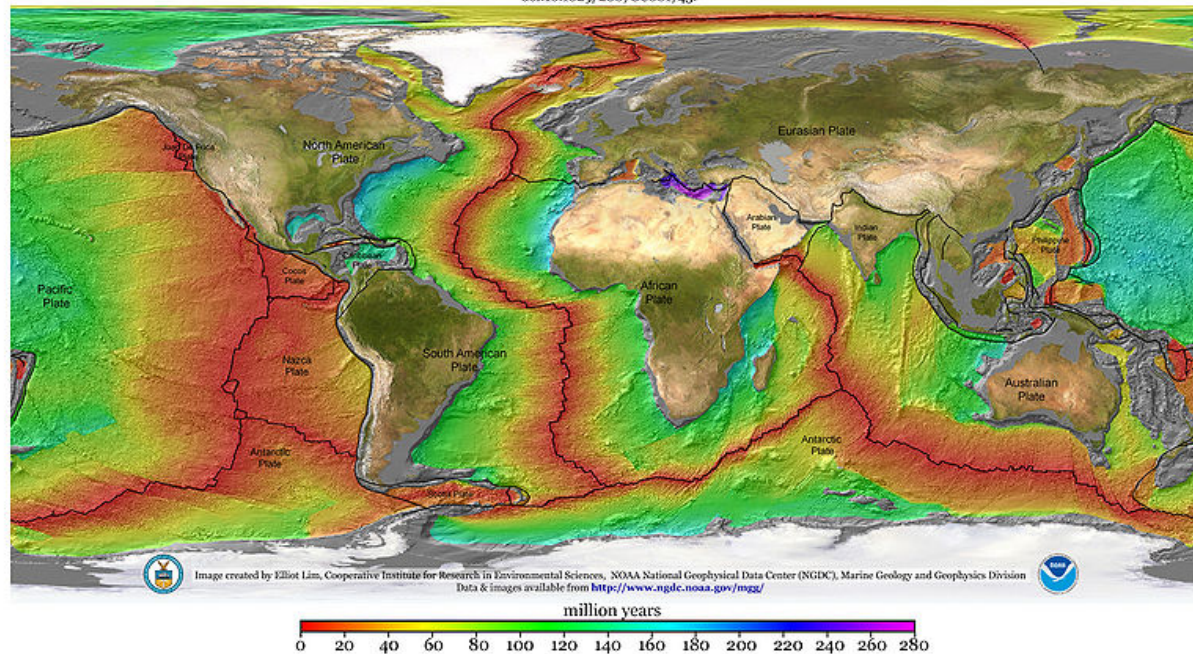 North American
Plate
Eurasian Plate
Arabian
Plate
Indian
Plate
Philippine
Plate
Caribbean
Plate
Cocos
Plate
Pacific
Plate
African
Plate
Nazca
Plate
South American
Plate
Australian
Plate
Antarctic
Plate
Antarctic
Plate
Scotia Plate
Image created by Elliot Lim, Cooperative Institute for Research in Environmental Sciences, NOAA National Geophysical Data Center (NGDC), Marine Geology and Geophysics Division
Data & images available from http://www.ngdc.noaa.gov/mgg/
million years
0 20 40 60 80 100 120 140 160 180 200 220 240 260 280